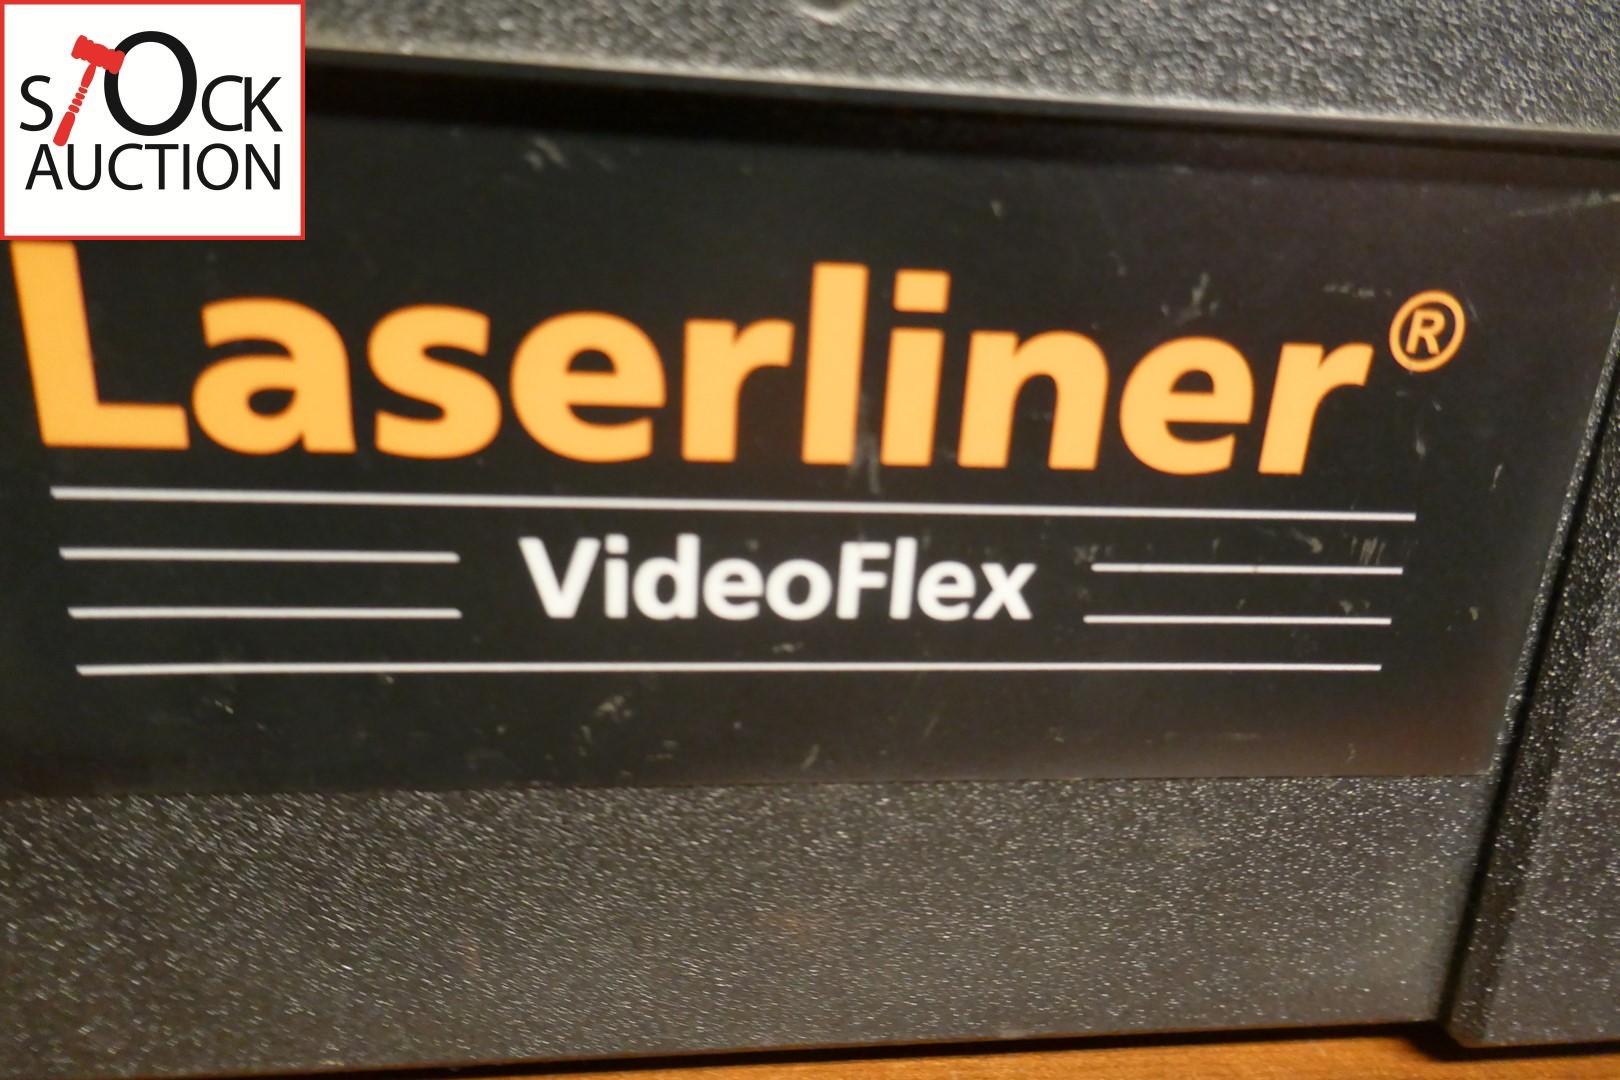 STOCK
AUCTION
Laserliner®
VideoFlex